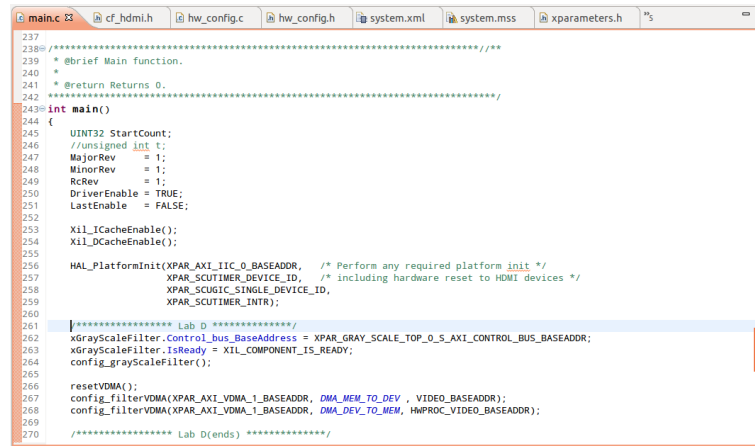 main.c cf_hdmi.h hw_config.c hw_config.h system.xml system.mss xparameters.h »5
237
238 /***************************************************************************//**
239 * @brief Main function.
240 *
241 * @return Returns 0.
242 *******************************************************************************/
243 int main()
244 {
245 UINT32 StartCount;
246 //unsigned int t;
247 MajorRev = 1;
248 MinorRev = 1;
249 RcRev = 1;
250 DriverEnable = TRUE;
251 LastEnable = FALSE;
252
253 Xil_ICacheEnable();
254 Xil_DCacheEnable();
255
256 HAL_PlatformInit(XPAR_AXI_IIC_0_BASEADDR, /* Perform any required platform init */
257 XPAR_SCUTIMER_DEVICE_ID, /* including hardware reset to HDMI devices */
258 XPAR_SCUGIC_SINGLE_DEVICE_ID,
259 XPAR_SCUTIMER_INTR);
260
261 /***************** Lab D **************/
262 xGrayScaleFilter.Control_bus_BaseAddress = XPAR_GRAY_SCALE_TOP_0_S_AXI_CONTROL_BUS_BASEADDR;
263 xGrayScaleFilter.IsReady = XIL_COMPONENT_IS_READY;
264 config_grayScaleFilter();
265
266 resetVDMA();
267 config_filterVDMA(XPAR_AXI_VDMA_1_BASEADDR, DMA_MEM_TO_DEV , VIDEO_BASEADDR);
268 config_filterVDMA(XPAR_AXI_VDMA_1_BASEADDR, DMA_DEV_TO_MEM, HWPROC_VIDEO_BASEADDR);
269
270 /***************** Lab D(ends) **************/